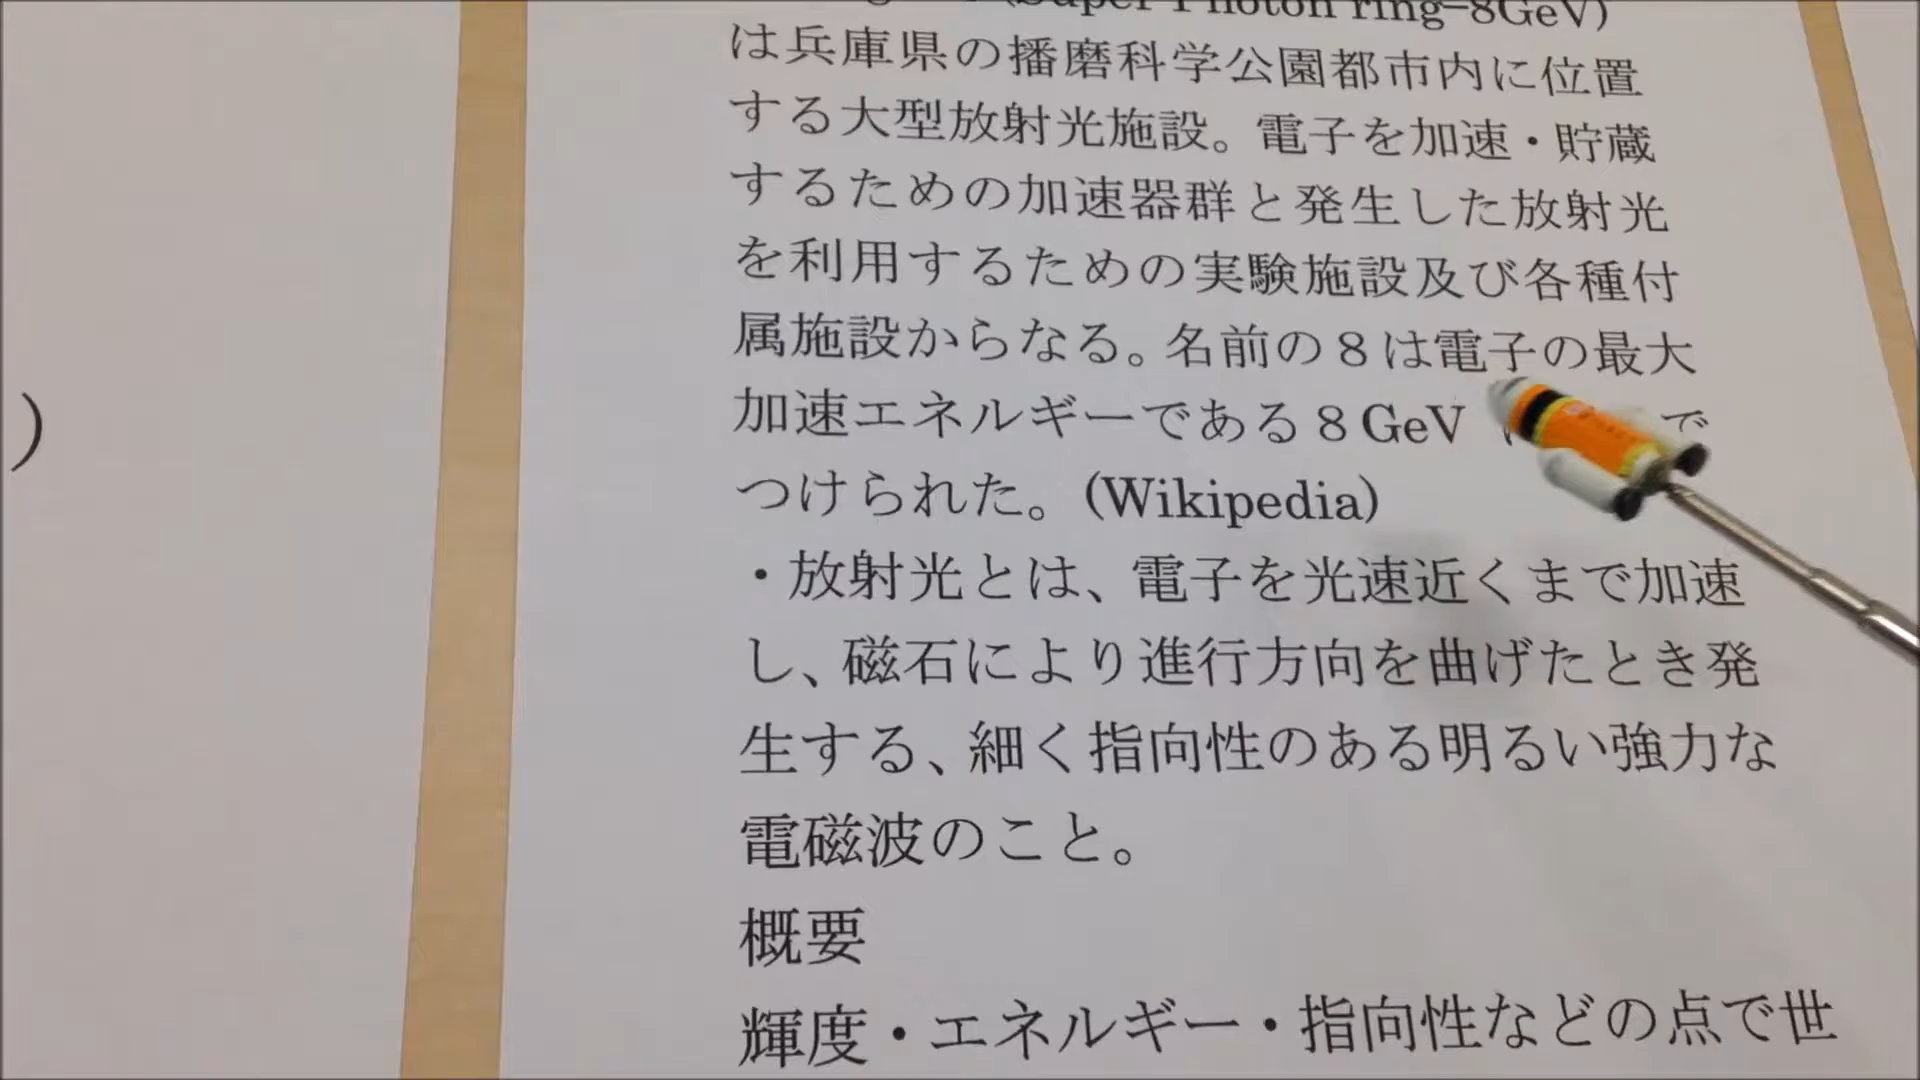 (Super Photon ring–8GeV)
は兵庫県の播磨科学公園都市内に位置
する大型放射光施設。電子を加速・貯蔵
するための加速器群と発生した放射光
を利用するための実験施設及び各種付
属施設からなる。名前の8は電子の最大
加速エネルギーである8GeV で
つけられた。(Wikipedia)
・放射光とは、電子を光速近くまで加速
し、磁石により進行方向を曲げたとき発
生する、細く指向性のある明るい強力な
電磁波のこと。
概要
輝度・エネルギー・指向性などの点で世
)